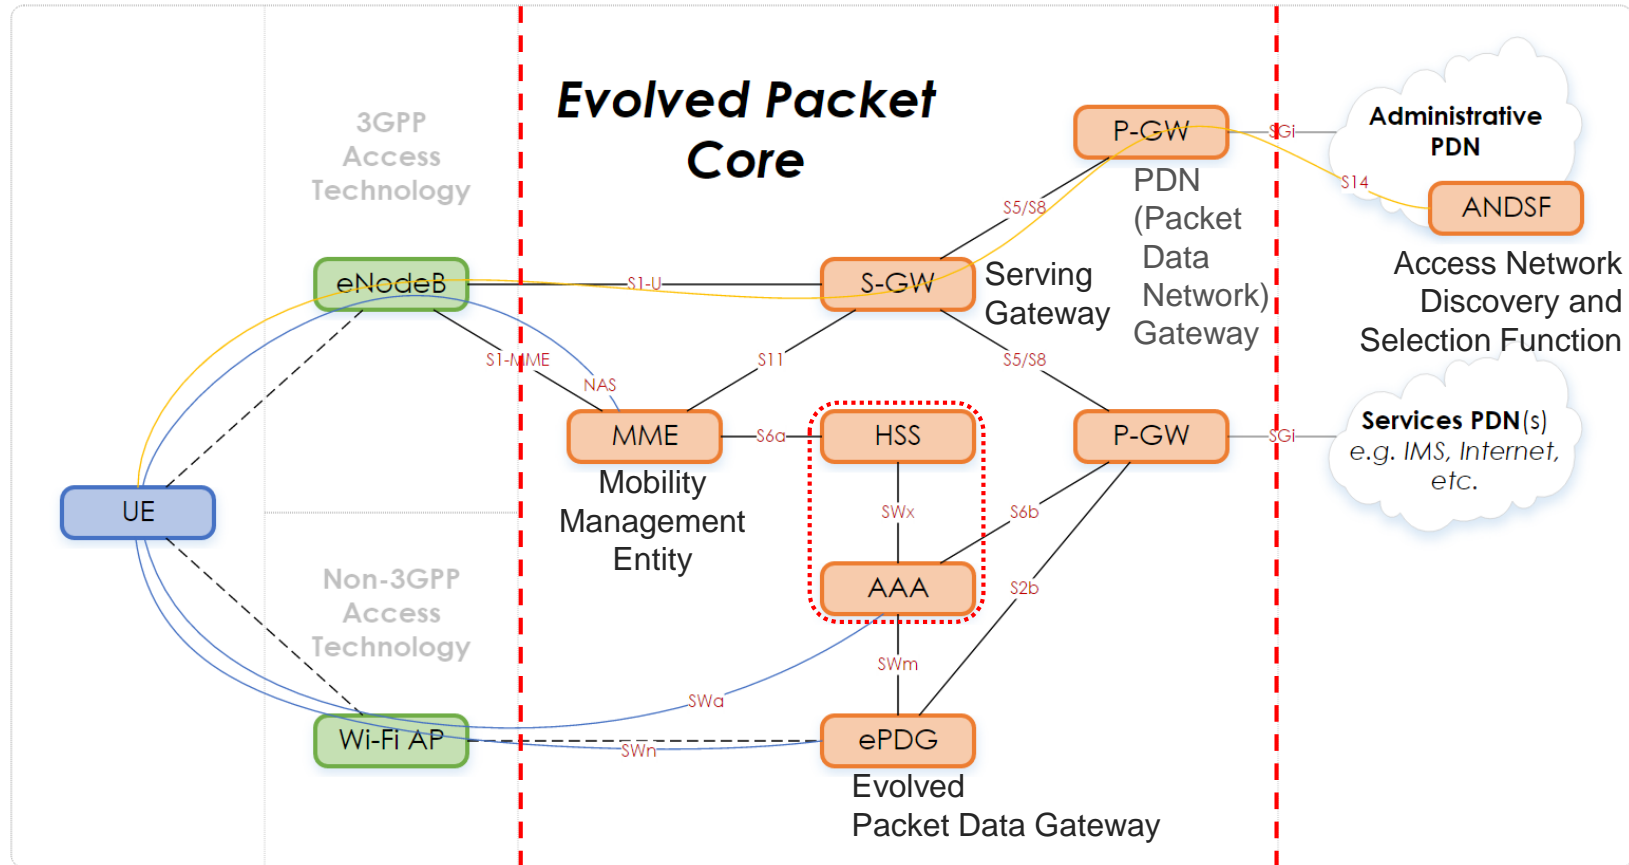 Evolved Packet
Core
3GPP
Access
Technology
P-GW
SGi
Administrative
PDN
PDN
(Packet
Data
Network)
Gateway
S14
ANDSF
S5/S8
Access Network
Discovery and
Selection Function
eNodeB
S1-U
S-GW
Serving
Gateway
S1-MME
NAS
S11
S5/S8
MME
S6a
HSS
P-GW
SGi
Services PDN(s)
e.g. IMS, Internet,
etc.
Mobility
Management
Entity
UE
SWx
S6b
Non-3GPP
Access
Technology
AAA
S2b
SWm
SWa
Wi-Fi AP
SWn
ePDG
Evolved
Packet Data Gateway